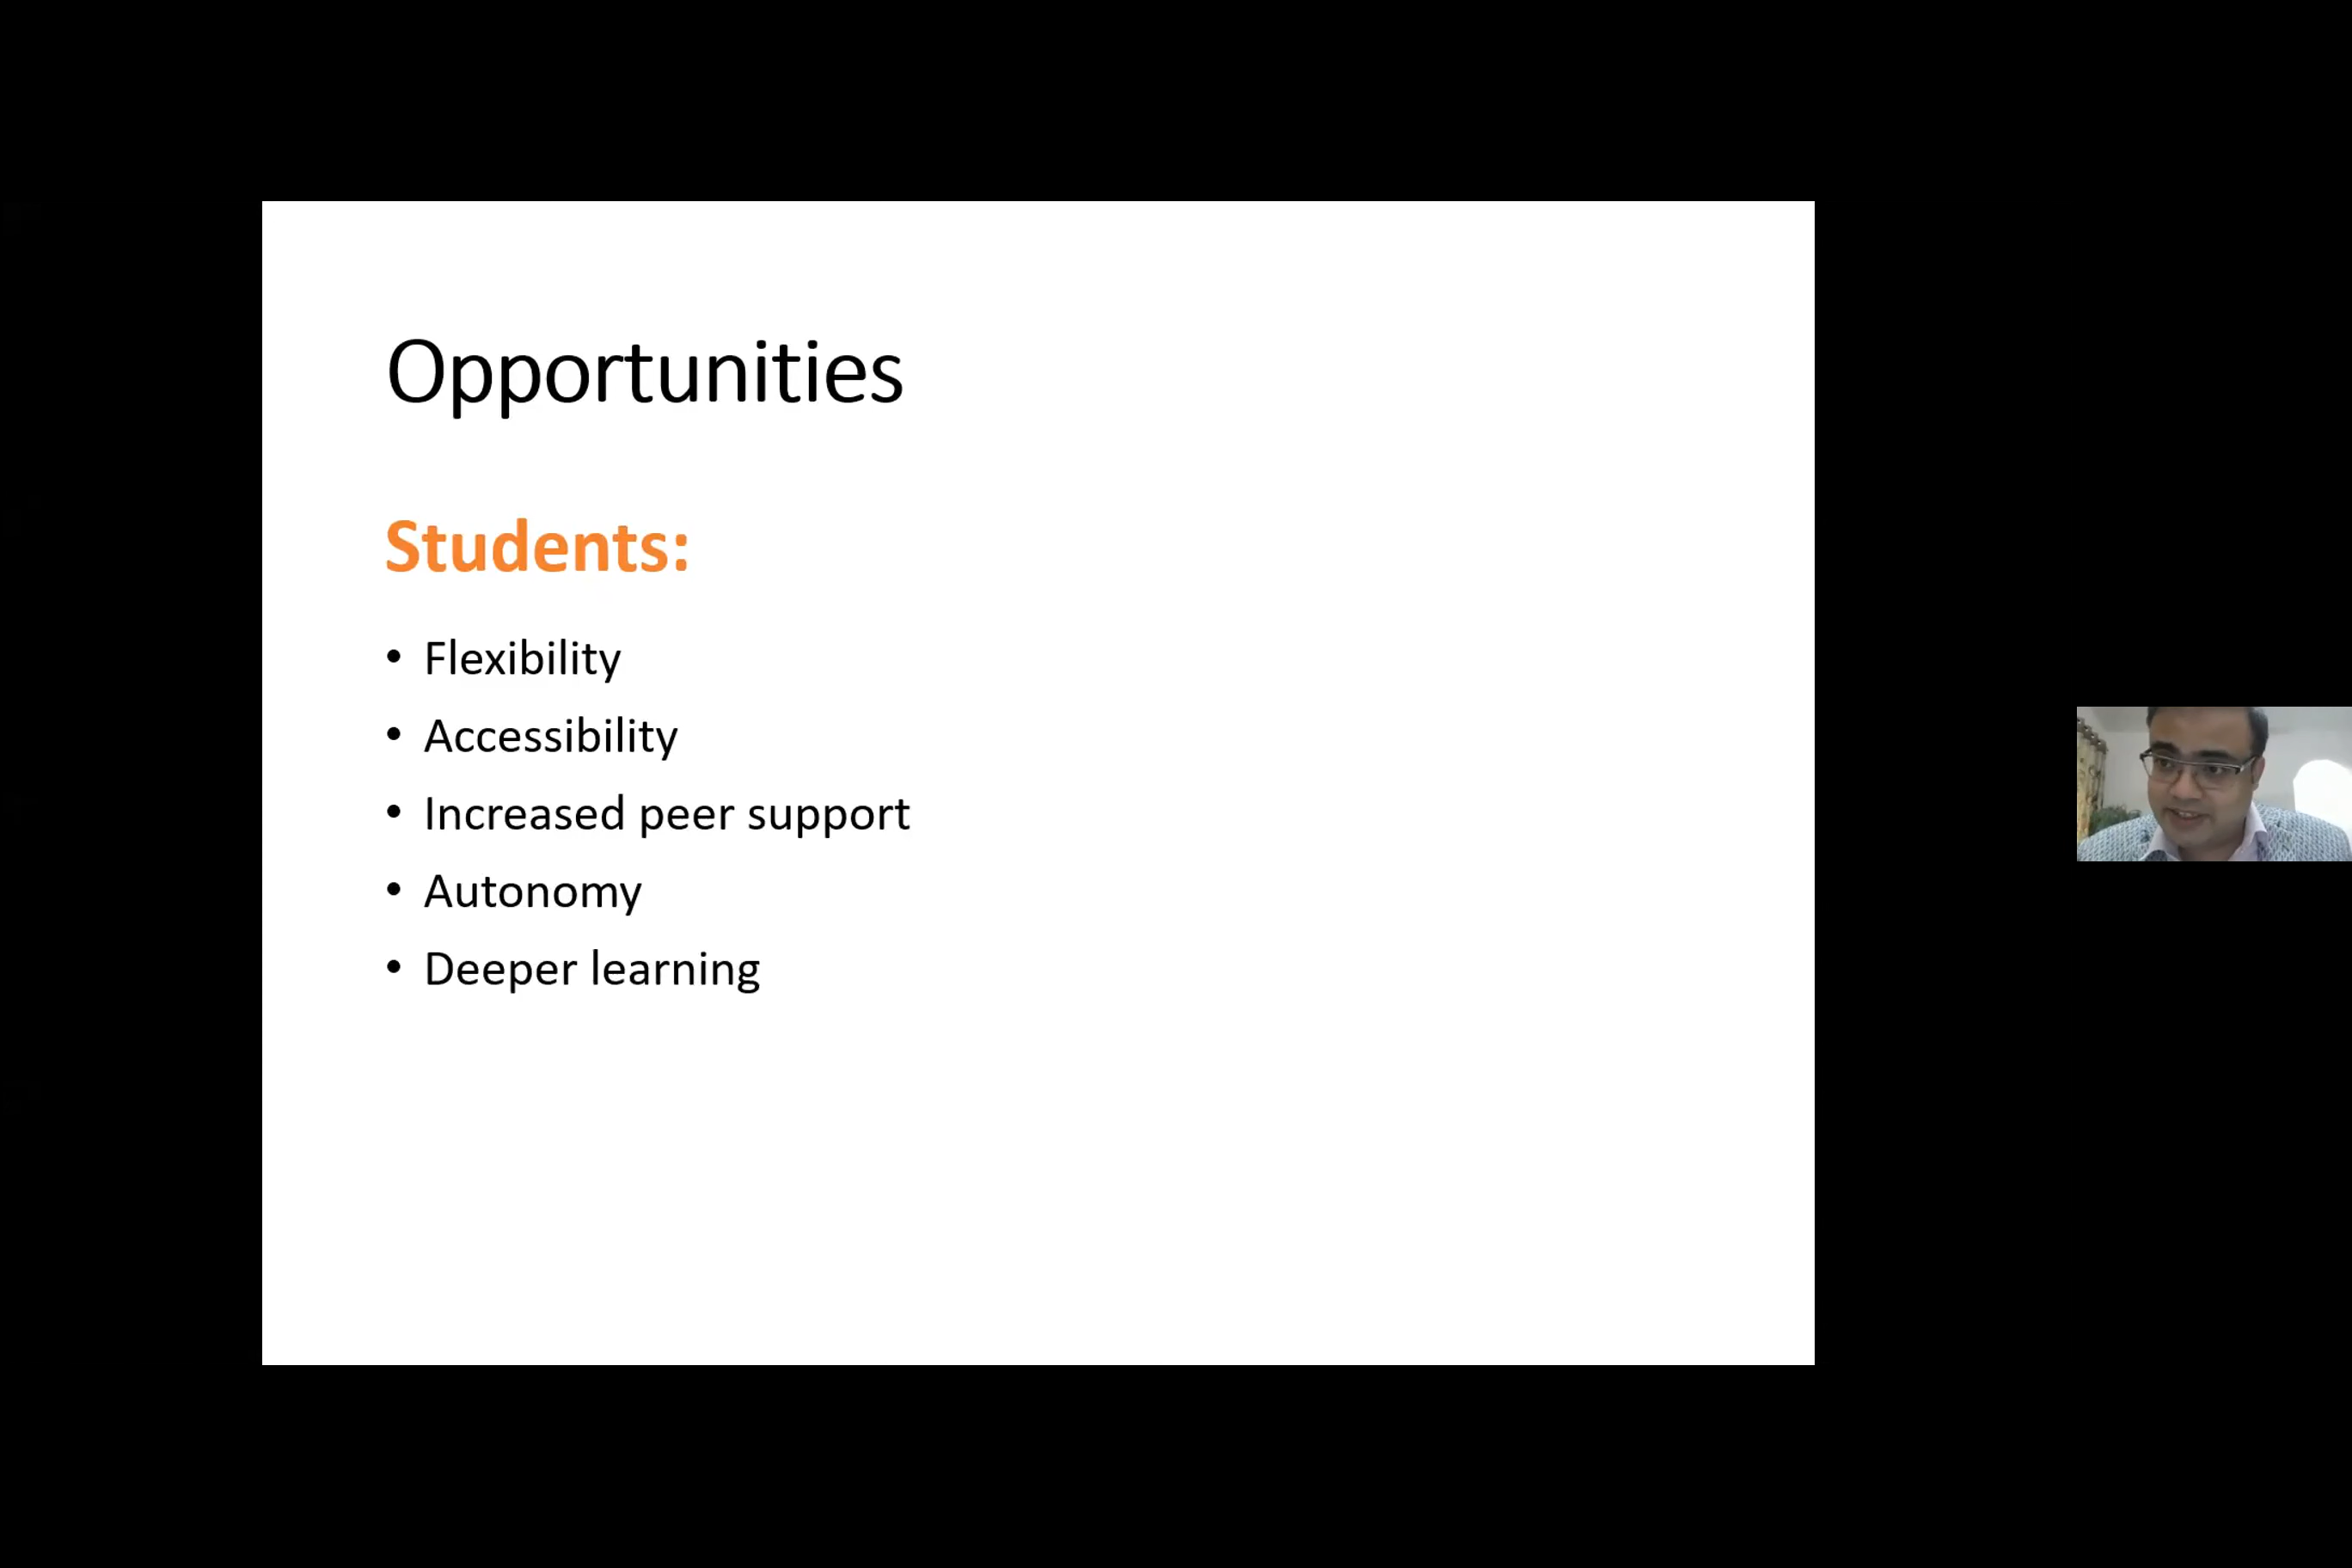 Opportunities
Students:
• Flexibility
• Accessibility
• Increased peer support
• Autonomy
• Deeper learning